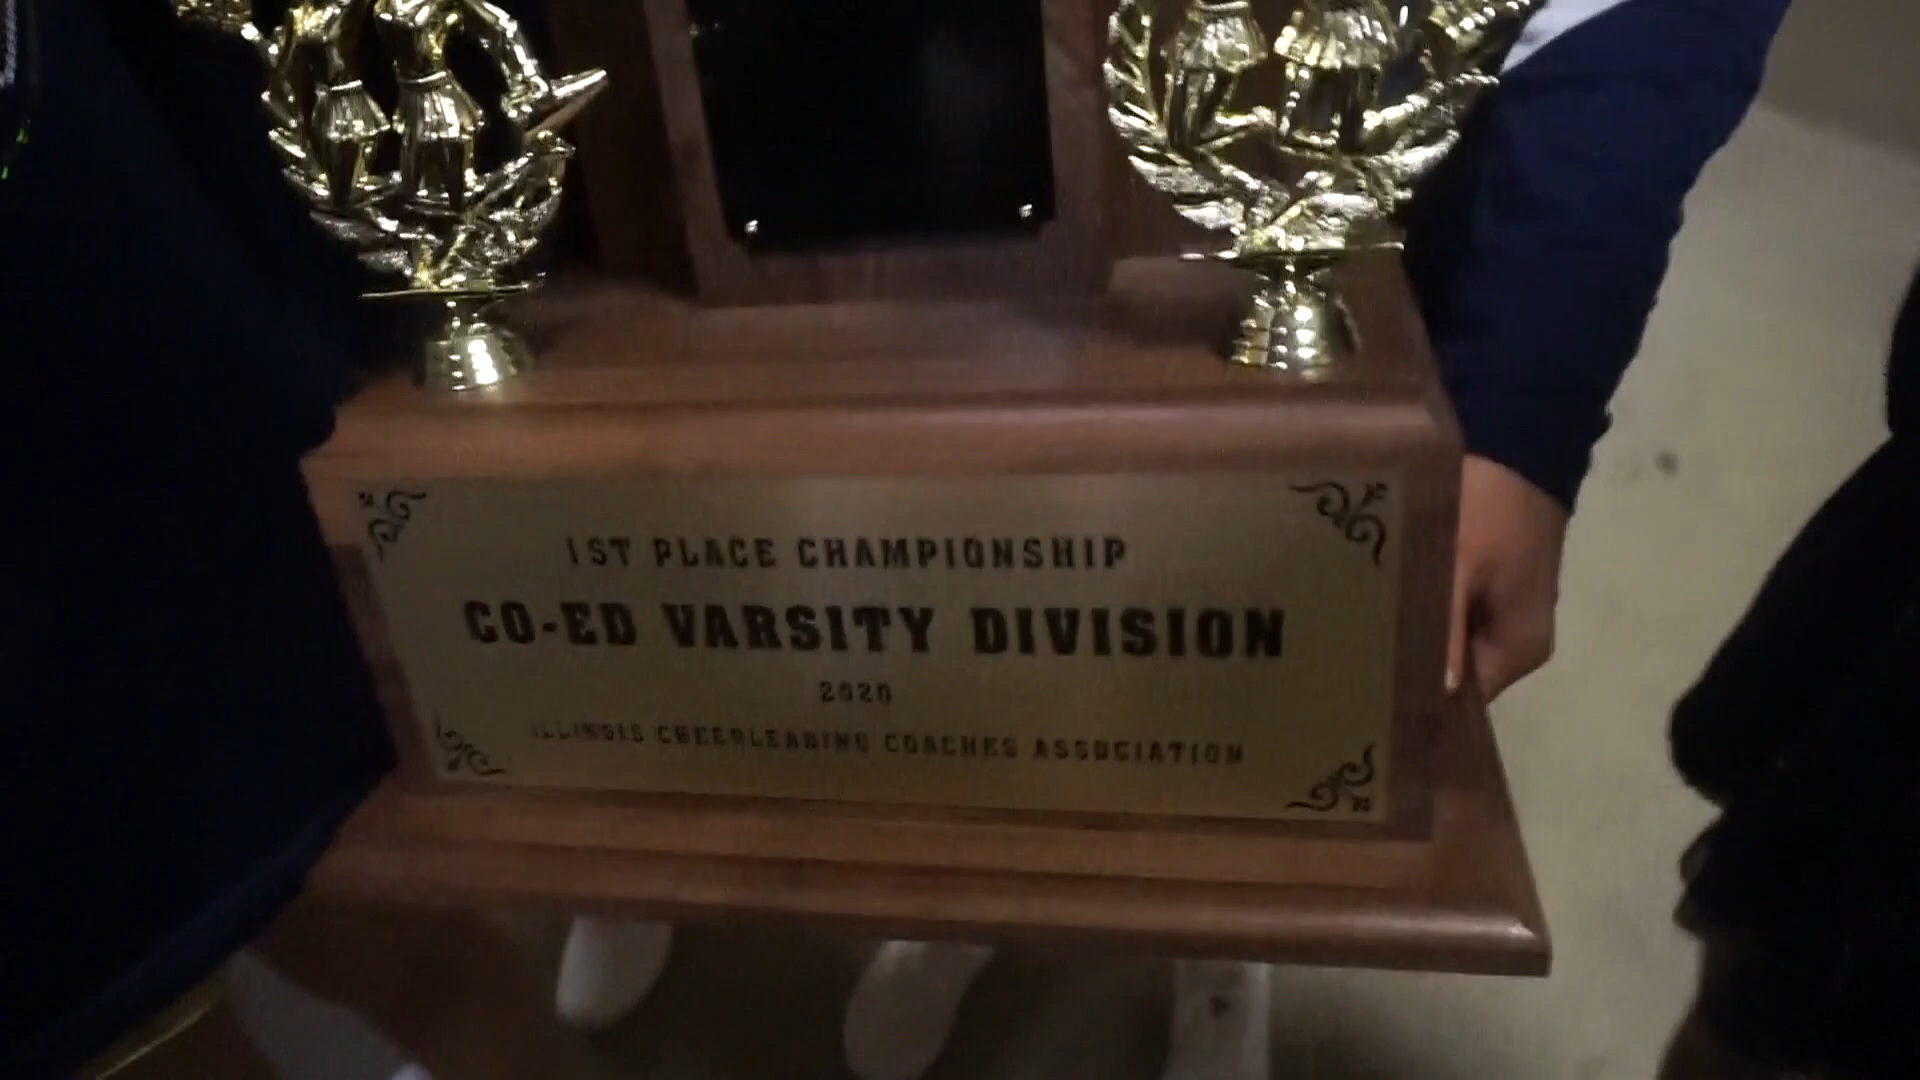 1ST PLACE CHAMPIONSHIP
CO-ED VARSITY DIVISION
2020
ILLINOIS CHEERLEADING COACHES ASSOCIATION